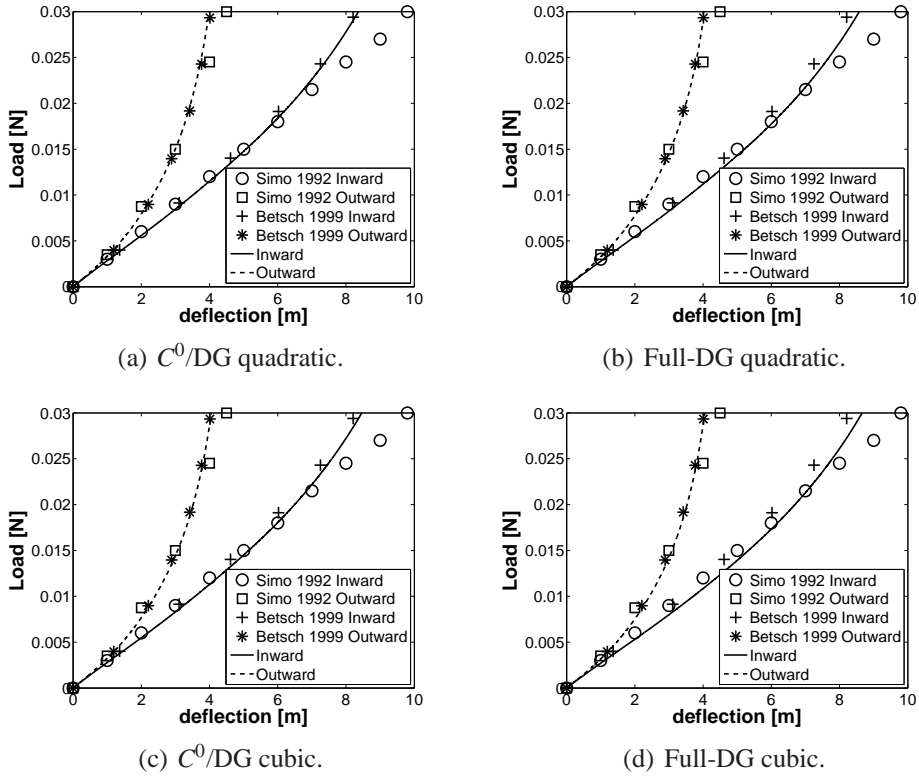 0.03
0.025
0.02
0.015
0.01
0.005
0
Load [N]
Simo 1992 Inward
Simo 1992 Outward
Betsch 1999 Inward
Betsch 1999 Outward
Inward
Outward
0 2 4 6 8 10
deflection [m]
(a) C⁰/DG quadratic.
0.03
0.025
0.02
0.015
0.01
0.005
0
Load [N]
Simo 1992 Inward
Simo 1992 Outward
Betsch 1999 Inward
Betsch 1999 Outward
Inward
Outward
0 2 4 6 8 10
deflection [m]
(b) Full-DG quadratic.
0.03
0.025
0.02
0.015
0.01
0.005
0
Load [N]
Simo 1992 Inward
Simo 1992 Outward
Betsch 1999 Inward
Betsch 1999 Outward
Inward
Outward
0 2 4 6 8 10
deflection [m]
(c) C⁰/DG cubic.
0.03
0.025
0.02
0.015
0.01
0.005
0
Load [N]
Simo 1992 Inward
Simo 1992 Outward
Betsch 1999 Inward
Betsch 1999 Outward
Inward
Outward
0 2 4 6 8 10
deflection [m]
(d) Full-DG cubic.